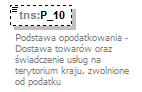 tns:P_10
Podstawa opodatkowania -
Dostawa towarów oraz
świadczenie usług na
terytorium kraju, zwolnione
od podatku